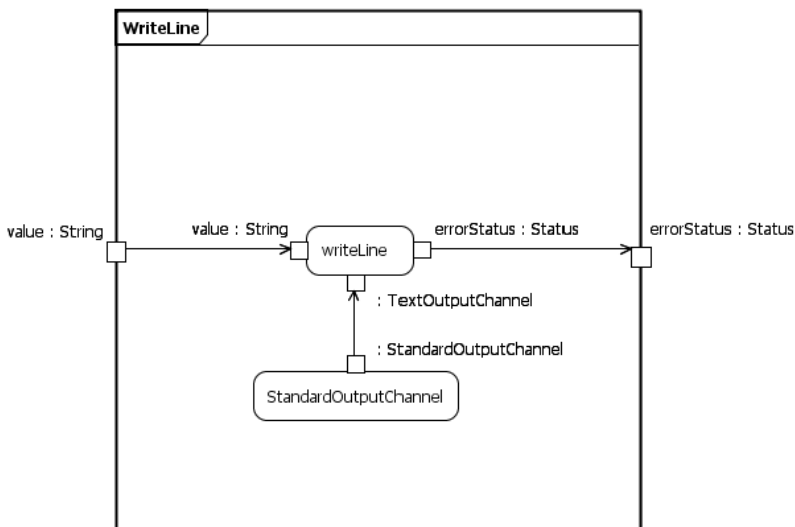 WriteLine
value : String
value : String
errorStatus : Status
errorStatus : Status
writeLine
: TextOutputChannel
: StandardOutputChannel
StandardOutputChannel